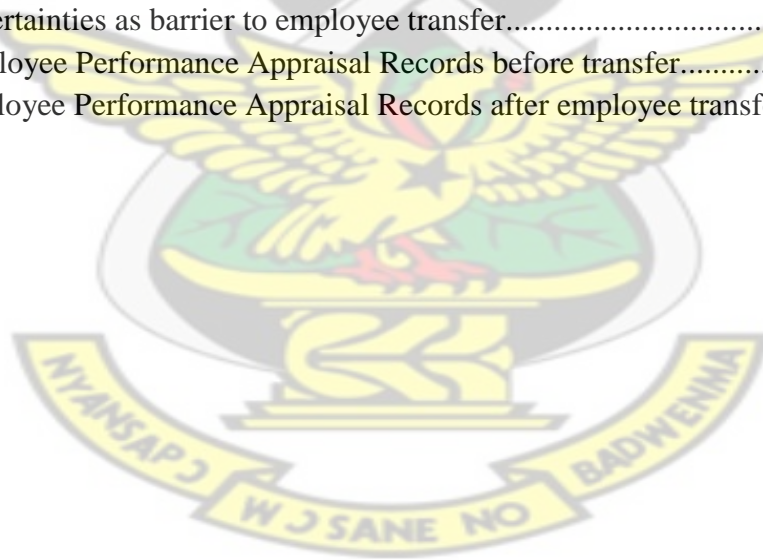 ertainties as barrier to employee transfer....................................
loyee Performance Appraisal Records before transfer............
loyee Performance Appraisal Records after employee transf
NYANSAPƆ WƆSANE NO BADWENMA